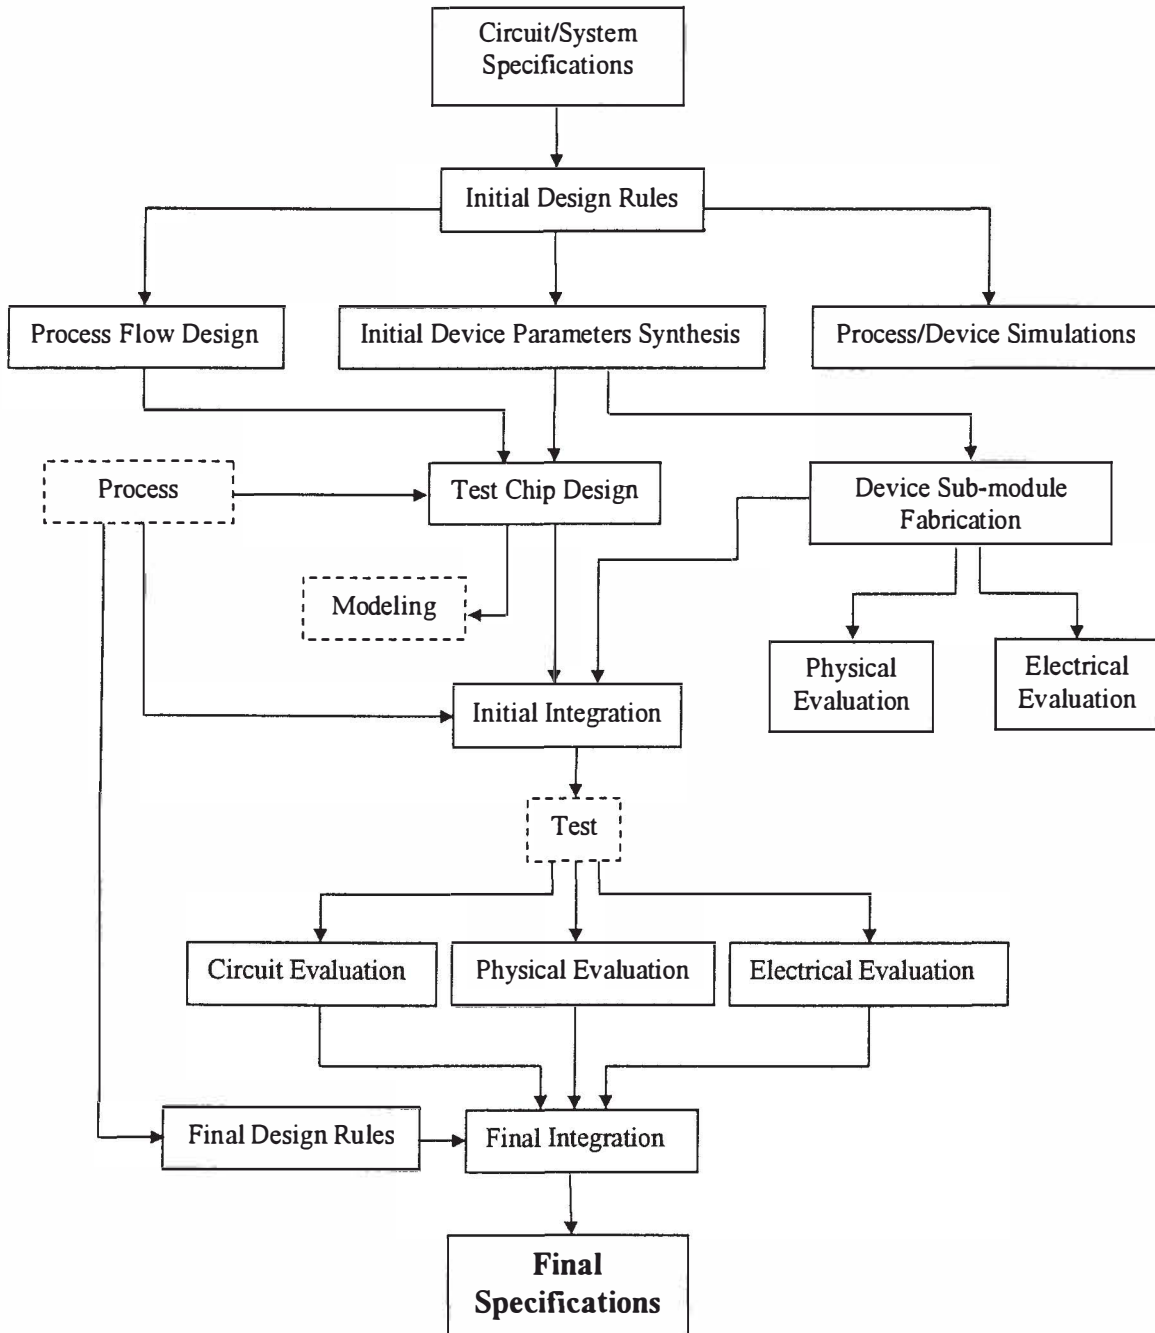 Circuit/System
Specifications
Initial Design Rules
Process Flow Design
Initial Device Parameters Synthesis
Process/Device Simulations
Process
Test Chip Design
Device Sub-module
Fabrication
Modeling
Physical
Evaluation
Electrical
Evaluation
Initial Integration
Test
Circuit Evaluation
Physical Evaluation
Electrical Evaluation
Final Design Rules
Final Integration
Final
Specifications